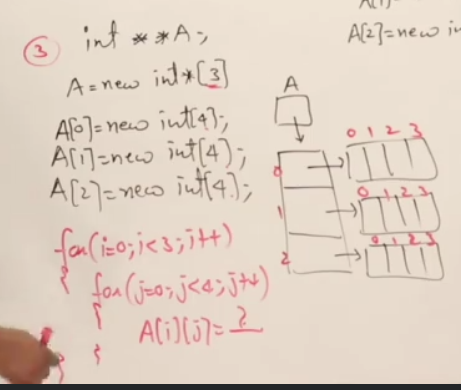 A[1]=
A[2]=new in
3
int **A;
A=new int*[3]
A[0]=new int[4];
A[1]=new int[4];
A[2]=new int[4];
for(i=0;i<3;i++)
{
for(j=0;j<4;j++)
{
A[i][j]=?
}
}
A
0
1
2
0 1 2 3
0 1 2 3
0 1 2 3